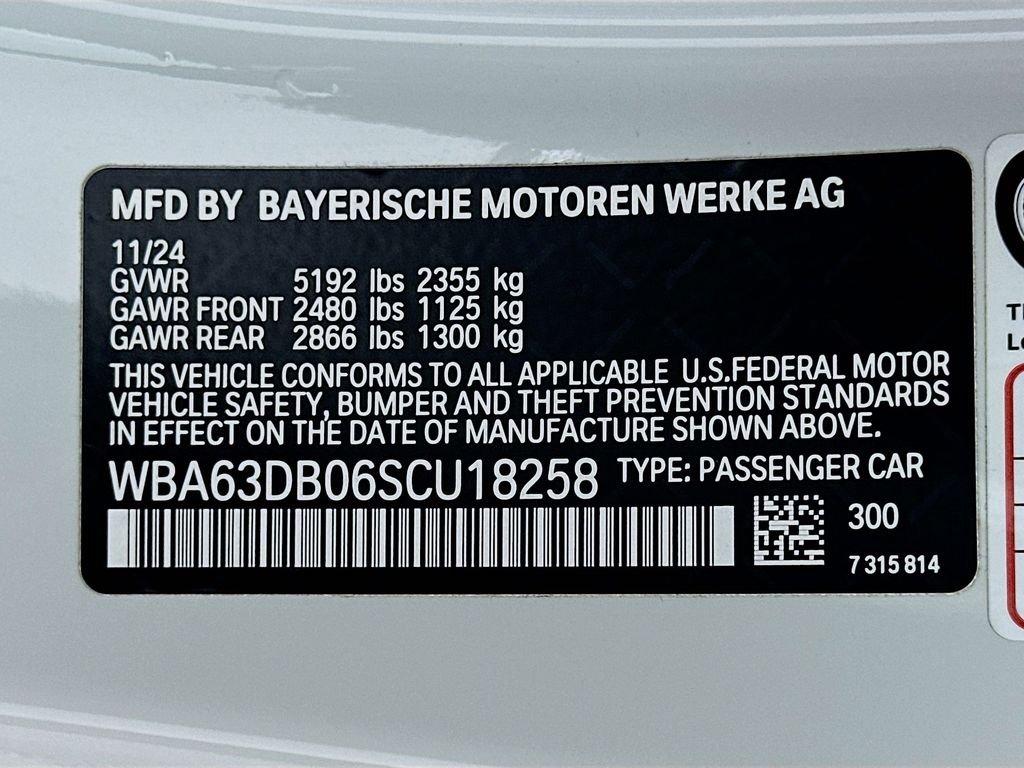 MFD BY BAYERISCHE MOTOREN WERKE AG
11/24
GVWR 5192 lbs 2355 kg
GAWR FRONT 2480 lbs 1125 kg
GAWR REAR 2866 lbs 1300 kg
THIS VEHICLE CONFORMS TO ALL APPLICABLE U.S.FEDERAL MOTOR
VEHICLE SAFETY, BUMPER AND THEFT PREVENTION STANDARDS
IN EFFECT ON THE DATE OF MANUFACTURE SHOWN ABOVE.
WBA63DB06SCU18258 TYPE: PASSENGER CAR
300
7 315 814